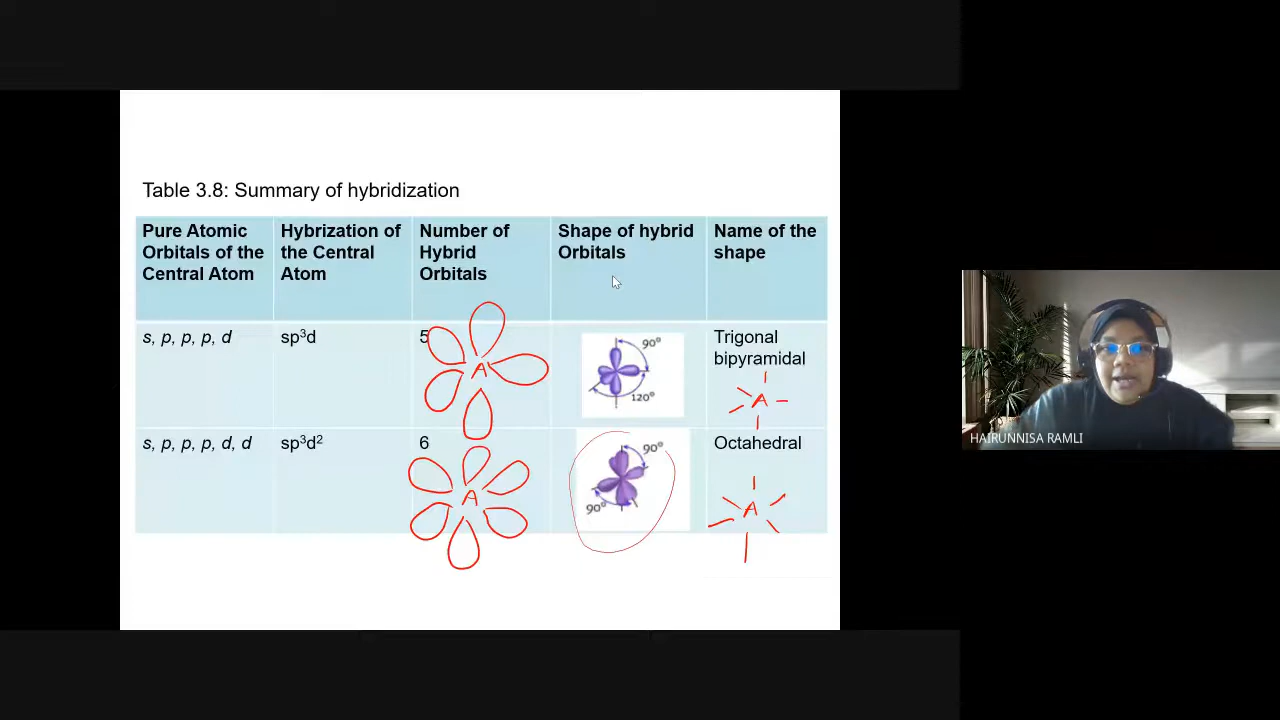 Table 3.8: Summary of hybridization
Pure Atomic
Orbitals of the
Central Atom
Hybrization of
the Central
Atom
Number of
Hybrid
Orbitals
Shape of hybrid
Orbitals
Name of the
shape
s, p, p, p, d
sp³d
5
A
90°
120°
Trigonal
bipyramidal
A
s, p, p, p, d, d
sp³d²
6
A
90°
90°
Octahedral
A
HAIRUNNISA RAMLI